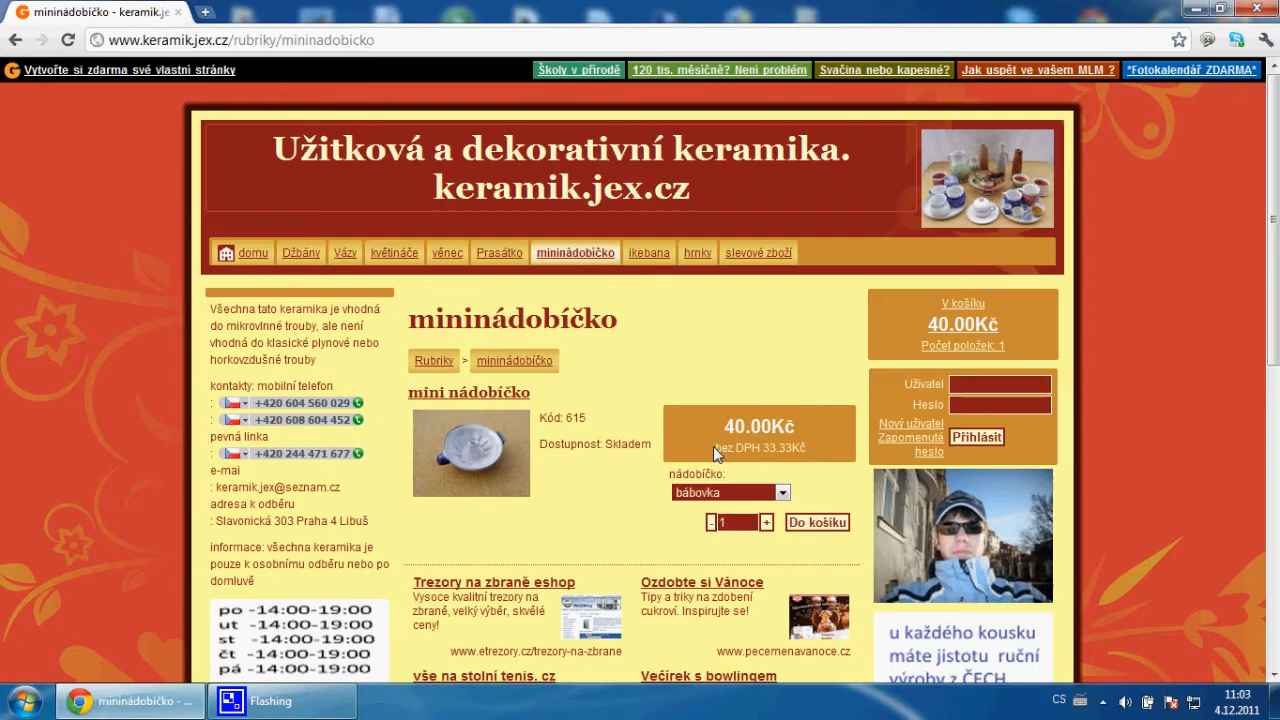 mininádobíčko - keramik.je
www.keramik.jex.cz/rubriky/mininadobicko
Vytvořte si zdarma své vlastní stránky
Školy v přírodě
120 tis. měsíčně? Není problém
Svačina nebo kapesné?
Jak uspět ve vašem MLM ?
*Fotokalendář ZDARMA*
Užitková a dekorativní keramika.
keramik.jex.cz
domu
Džbány
Vázy
květináče
věnec
Prasátko
mininádobíčko
ikebana
hrnky
slevové zboží
Všechna tato keramika je vhodná
do mikrovlnné trouby, ale není
vhodná do klasické plynové nebo
horkovzdušné trouby
kontakty: mobilní telefon
: +420 604 560 029
: +420 608 604 452
pevná linka
: +420 244 471 677
e-mai
: keramik.jex@seznam.cz
adresa k odběru
: Slavonická 303 Praha 4 Libuš
informace: všechna keramika je
pouze k osobnímu odběru nebo po
domluvě
po -14:00-19:00
ut -14:00-19:00
st -14:00-19:00
čt -14:00-19:00
pá -14:00-19:00
mininádobíčko
Rubriky > mininádobíčko
mini nádobíčko
Kód: 615
Dostupnost: Skladem
40.00Kč
bez DPH 33.33Kč
nádobíčko:
bábovka
- 1 + Do košíku
Trezory na zbraně eshop
Vysoce kvalitní trezory na
zbraně, velký výběr, skvělé
ceny!
www.etrezory.cz/trezory-na-zbrane
Ozdobte si Vánoce
Tipy a triky na zdobení
cukroví. Inspirujte se!
www.pecemenavanoce.cz
vše na stolní tenis. cz
Večírek s bowlingem
V košíku
40.00Kč
Počet položek: 1
Uživatel
Heslo
Nový uživatel
Zapomenuté
heslo
Přihlásit
u každého kousku
máte jistotu ruční
výroby z ČECH
mininádobíčko - ...
Flashing
CS
11:03
4.12.2011